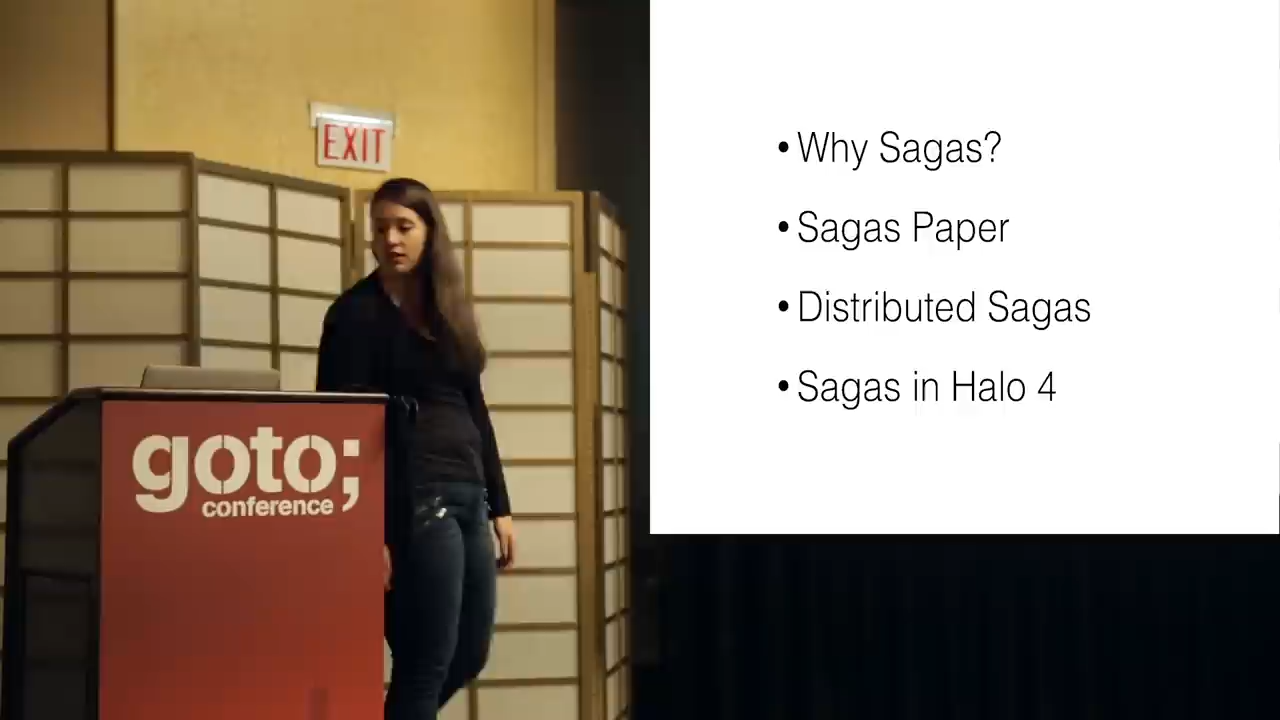 EXIT
goto;
conference
• Why Sagas?
• Sagas Paper
• Distributed Sagas
• Sagas in Halo 4